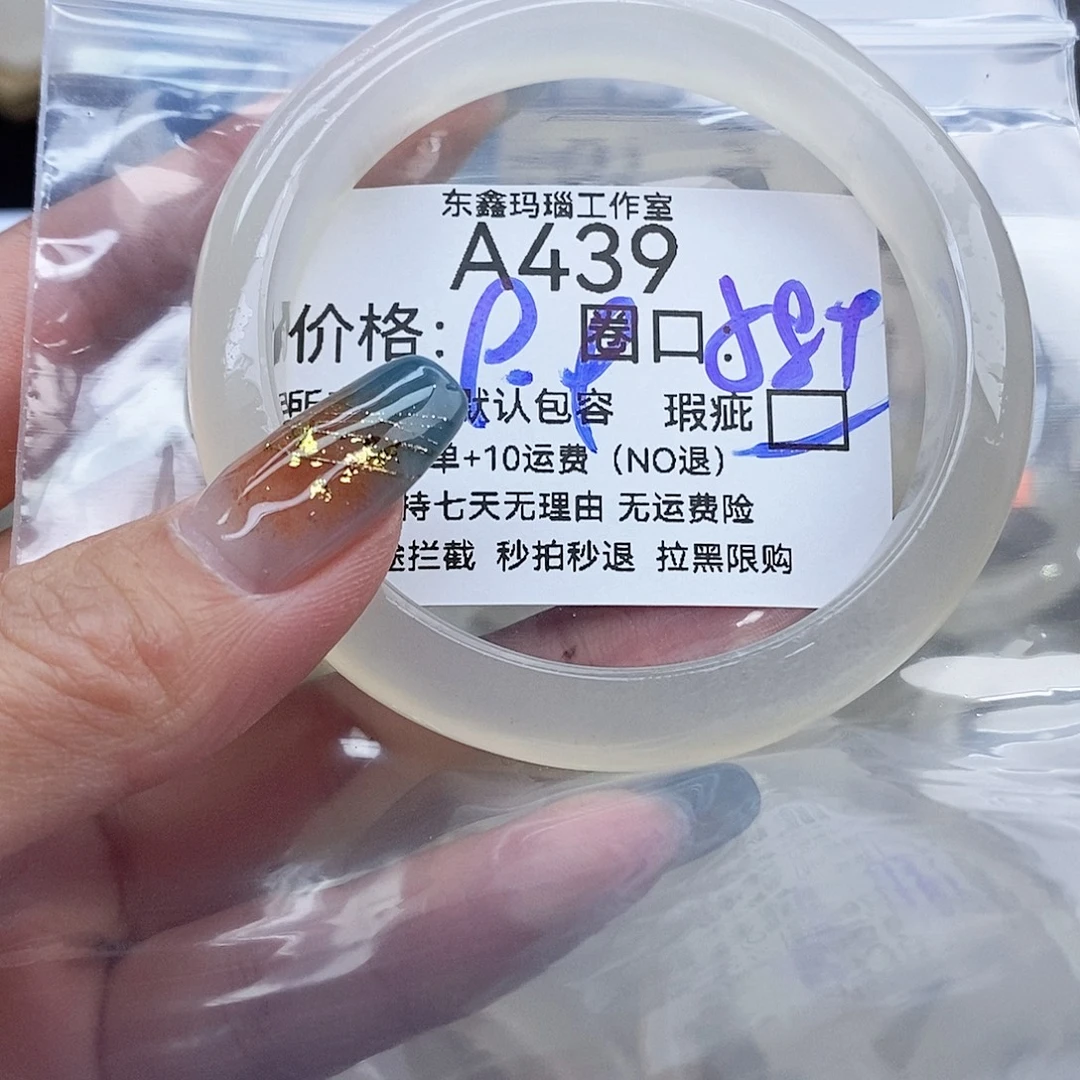 东鑫玛瑙工作室
A439
价格: 圈口:
默认包容 瑕疵
单+10运费（NO退）
持七天无理由 无运费险
拦截 秒拍秒退 拉黑限购